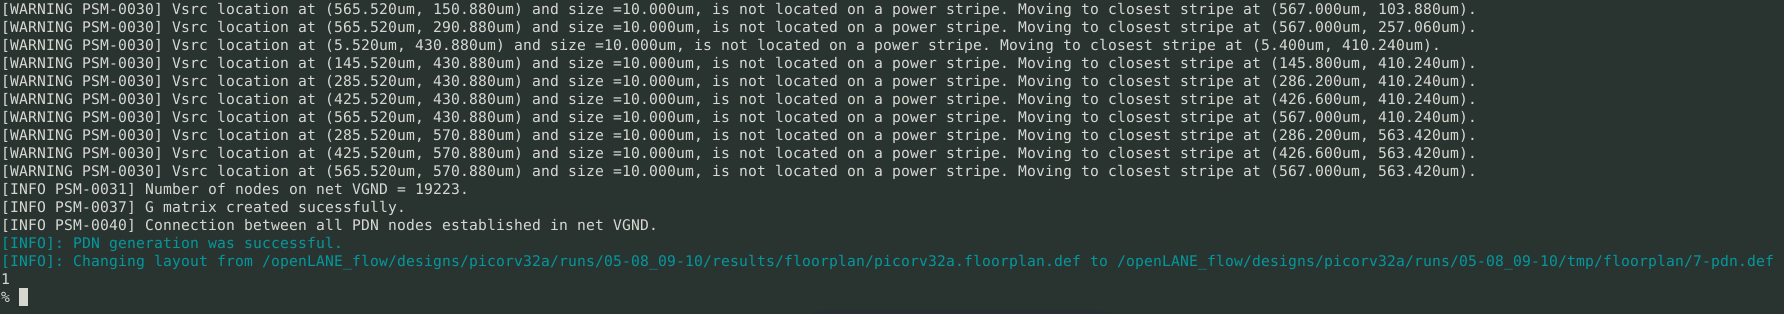 [WARNING PSM-0030] Vsrc location at (565.520um, 150.880um) and size =10.000um, is not located on a power stripe. Moving to closest stripe at (567.000um, 103.880um).
[WARNING PSM-0030] Vsrc location at (565.520um, 290.880um) and size =10.000um, is not located on a power stripe. Moving to closest stripe at (567.000um, 257.060um).
[WARNING PSM-0030] Vsrc location at (5.520um, 430.880um) and size =10.000um, is not located on a power stripe. Moving to closest stripe at (5.400um, 410.240um).
[WARNING PSM-0030] Vsrc location at (145.520um, 430.880um) and size =10.000um, is not located on a power stripe. Moving to closest stripe at (145.800um, 410.240um).
[WARNING PSM-0030] Vsrc location at (285.520um, 430.880um) and size =10.000um, is not located on a power stripe. Moving to closest stripe at (286.200um, 410.240um).
[WARNING PSM-0030] Vsrc location at (425.520um, 430.880um) and size =10.000um, is not located on a power stripe. Moving to closest stripe at (426.600um, 410.240um).
[WARNING PSM-0030] Vsrc location at (565.520um, 430.880um) and size =10.000um, is not located on a power stripe. Moving to closest stripe at (567.000um, 410.240um).
[WARNING PSM-0030] Vsrc location at (285.520um, 570.880um) and size =10.000um, is not located on a power stripe. Moving to closest stripe at (286.200um, 563.420um).
[WARNING PSM-0030] Vsrc location at (425.520um, 570.880um) and size =10.000um, is not located on a power stripe. Moving to closest stripe at (426.600um, 563.420um).
[WARNING PSM-0030] Vsrc location at (565.520um, 570.880um) and size =10.000um, is not located on a power stripe. Moving to closest stripe at (567.000um, 563.420um).
[INFO PSM-0031] Number of nodes on net VGND = 19223.
[INFO PSM-0037] G matrix created sucessfully.
[INFO PSM-0040] Connection between all PDN nodes established in net VGND.
[INFO]: PDN generation was successful.
[INFO]: Changing layout from /openLANE_flow/designs/picorv32a/runs/05-08_09-10/results/floorplan/picorv32a.floorplan.def to /openLANE_flow/designs/picorv32a/runs/05-08_09-10/tmp/floorplan/7-pdn.def
1
%